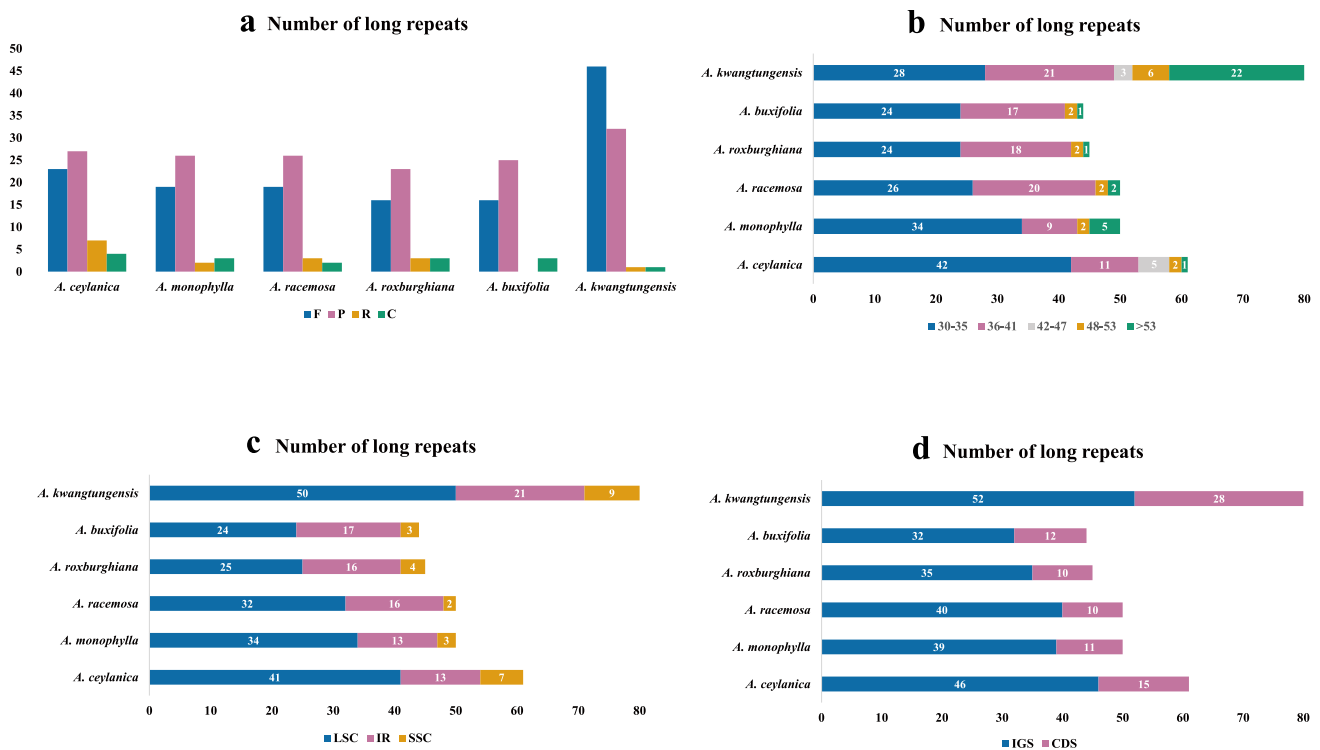 a Number of long repeats
50
45
40
35
30
25
20
15
10
5
0
A. ceylanica A. monophylla A. racemosa A. roxburghiana A. buxifolia A. kwangtungensis
F P R C
b Number of long repeats
A. kwangtungensis 28 21 3 6 22
A. buxifolia 24 17 2 1
A. roxburghiana 24 18 2 1
A. racemosa 26 20 2 2
A. monophylla 34 9 2 5
A. ceylanica 42 11 5 2 1
0 10 20 30 40 50 60 70 80
30-35 36-41 42-47 48-53 >53
c Number of long repeats
A. kwangtungensis 50 21 9
A. buxifolia 24 17 3
A. roxburghiana 25 16 4
A. racemosa 32 16 2
A. monophylla 34 13 3
A. ceylanica 41 13 7
0 10 20 30 40 50 60 70 80
LSC IR SSC
d Number of long repeats
A. kwangtungensis 52 28
A. buxifolia 32 12
A. roxburghiana 35 10
A. racemosa 40 10
A. monophylla 39 11
A. ceylanica 46 15
0 10 20 30 40 50 60 70 80
IGS CDS